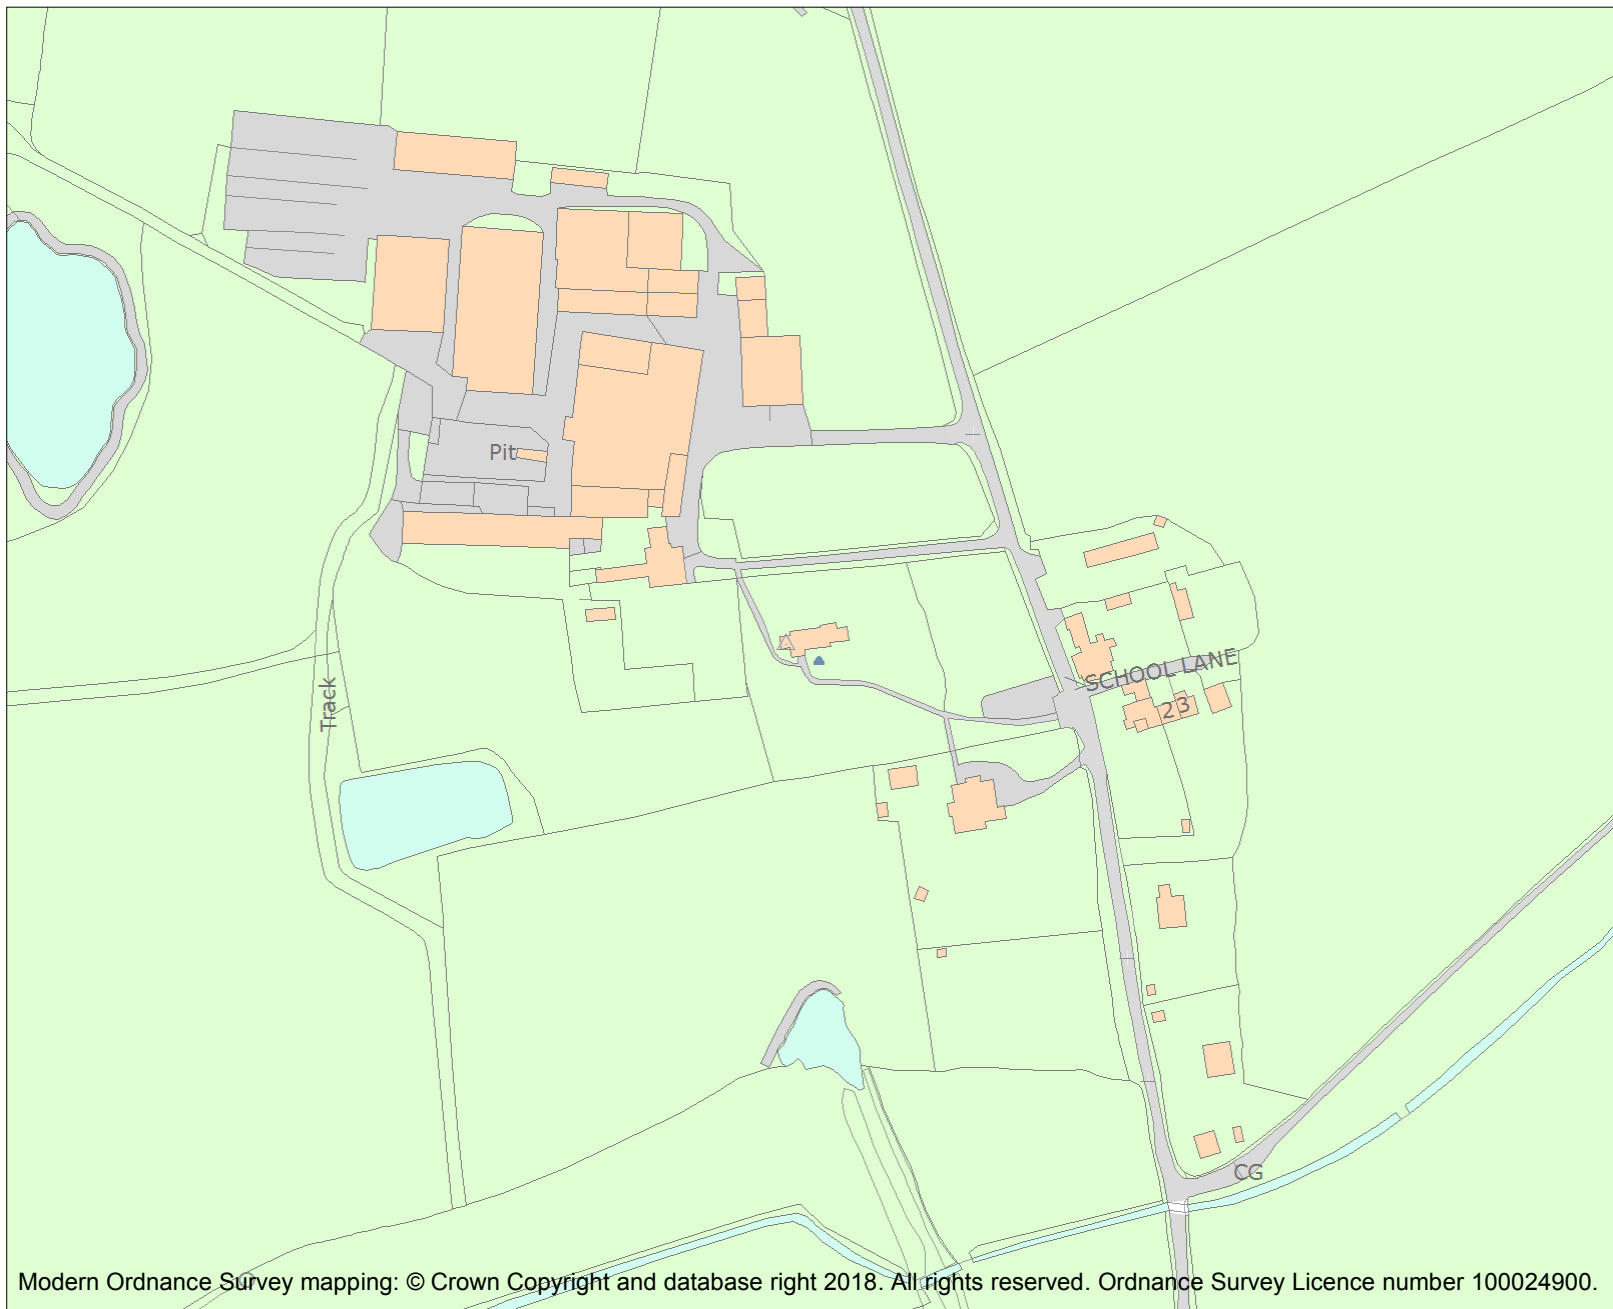 Pit
SCHOOL LANE
Track
2 3
CG
Modern Ordnance Survey mapping: © Crown Copyright and database right 2018. All rights reserved. Ordnance Survey Licence number 100024900.